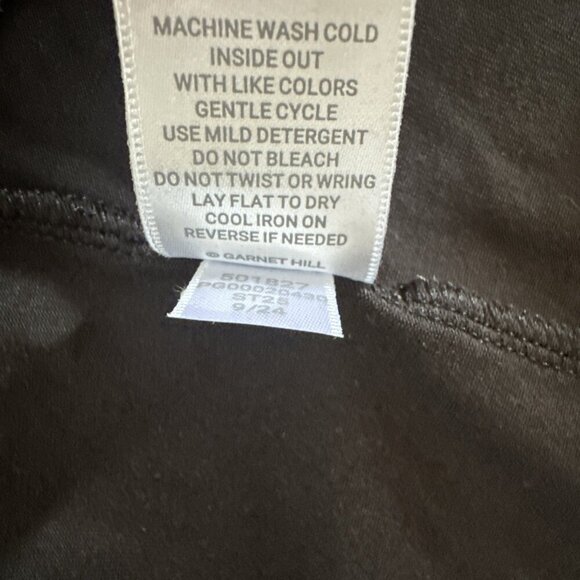 MACHINE WASH COLD
INSIDE OUT
WITH LIKE COLORS
GENTLE CYCLE
USE MILD DETERGENT
DO NOT BLEACH
DO NOT TWIST OR WRING
LAY FLAT TO DRY
COOL IRON ON
REVERSE IF NEEDED
© GARNET HILL
501827
PG00020430
ST25
9/24